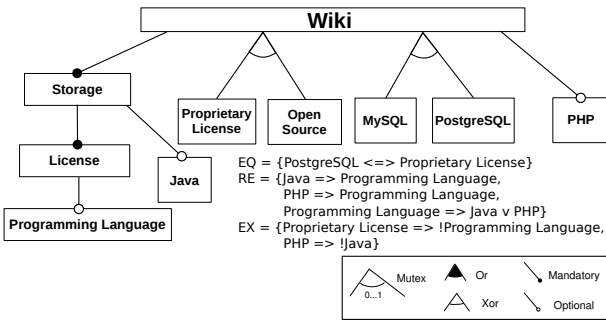 Wiki
Storage
Proprietary
License
Open
Source
MySQL
PostgreSQL
PHP
License
Java
Programming Language
EQ = {PostgreSQL <=> Proprietary License}
RE = {Java => Programming Language,
PHP => Programming Language,
Programming Language => Java v PHP}
EX = {Proprietary License => !Programming Language,
PHP => !Java}
Mutex
0...1
Or
Xor
Mandatory
Optional